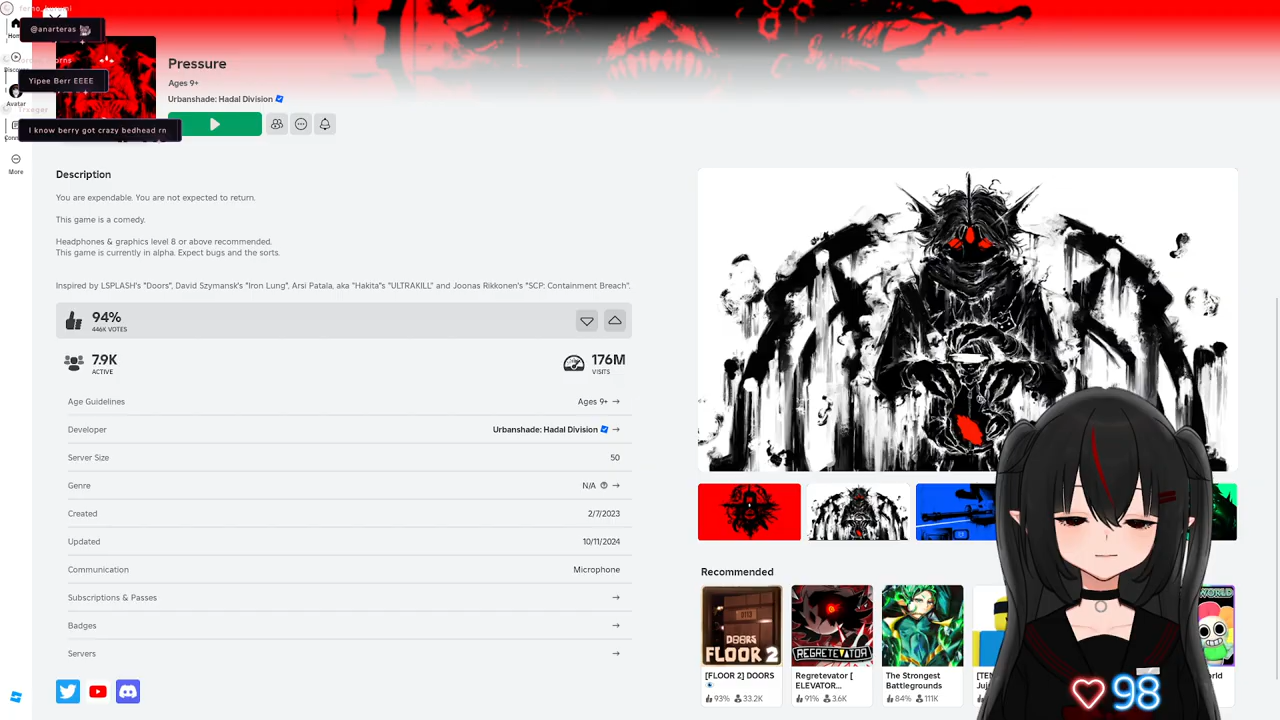 @anarteras
Yipee Berr EEEE
I know berry got crazy bedhead rn
Avatar
More
Pressure
Ages 9+
Urbanshade: Hadal Division
Description
You are expendable. You are not expected to return.
This game is a comedy.
Headphones & graphics level 8 or above recommended.
This game is currently in alpha. Expect bugs and the sorts.
Inspired by LSPLASH's "Doors", David Szymansk's "Iron Lung", Arsi Patala, aka "Hakita"s "ULTRAKILL" and Joonas Rikkonen's "SCP: Containment Breach".
94%
446K VOTES
7.9K
ACTIVE
176M
VISITS
Age Guidelines
Ages 9+
Developer
Urbanshade: Hadal Division
Server Size
50
Genre
N/A
Created
2/7/2023
Updated
10/11/2024
Communication
Microphone
Subscriptions & Passes
Badges
Servers
Recommended
DOORS
FLOOR 2
[FLOOR 2] DOORS
93% 33.2K
REGRETEVATOR
Regretevator [
ELEVATOR...
91% 3.6K
The Strongest
Battlegrounds
84% 111K
98